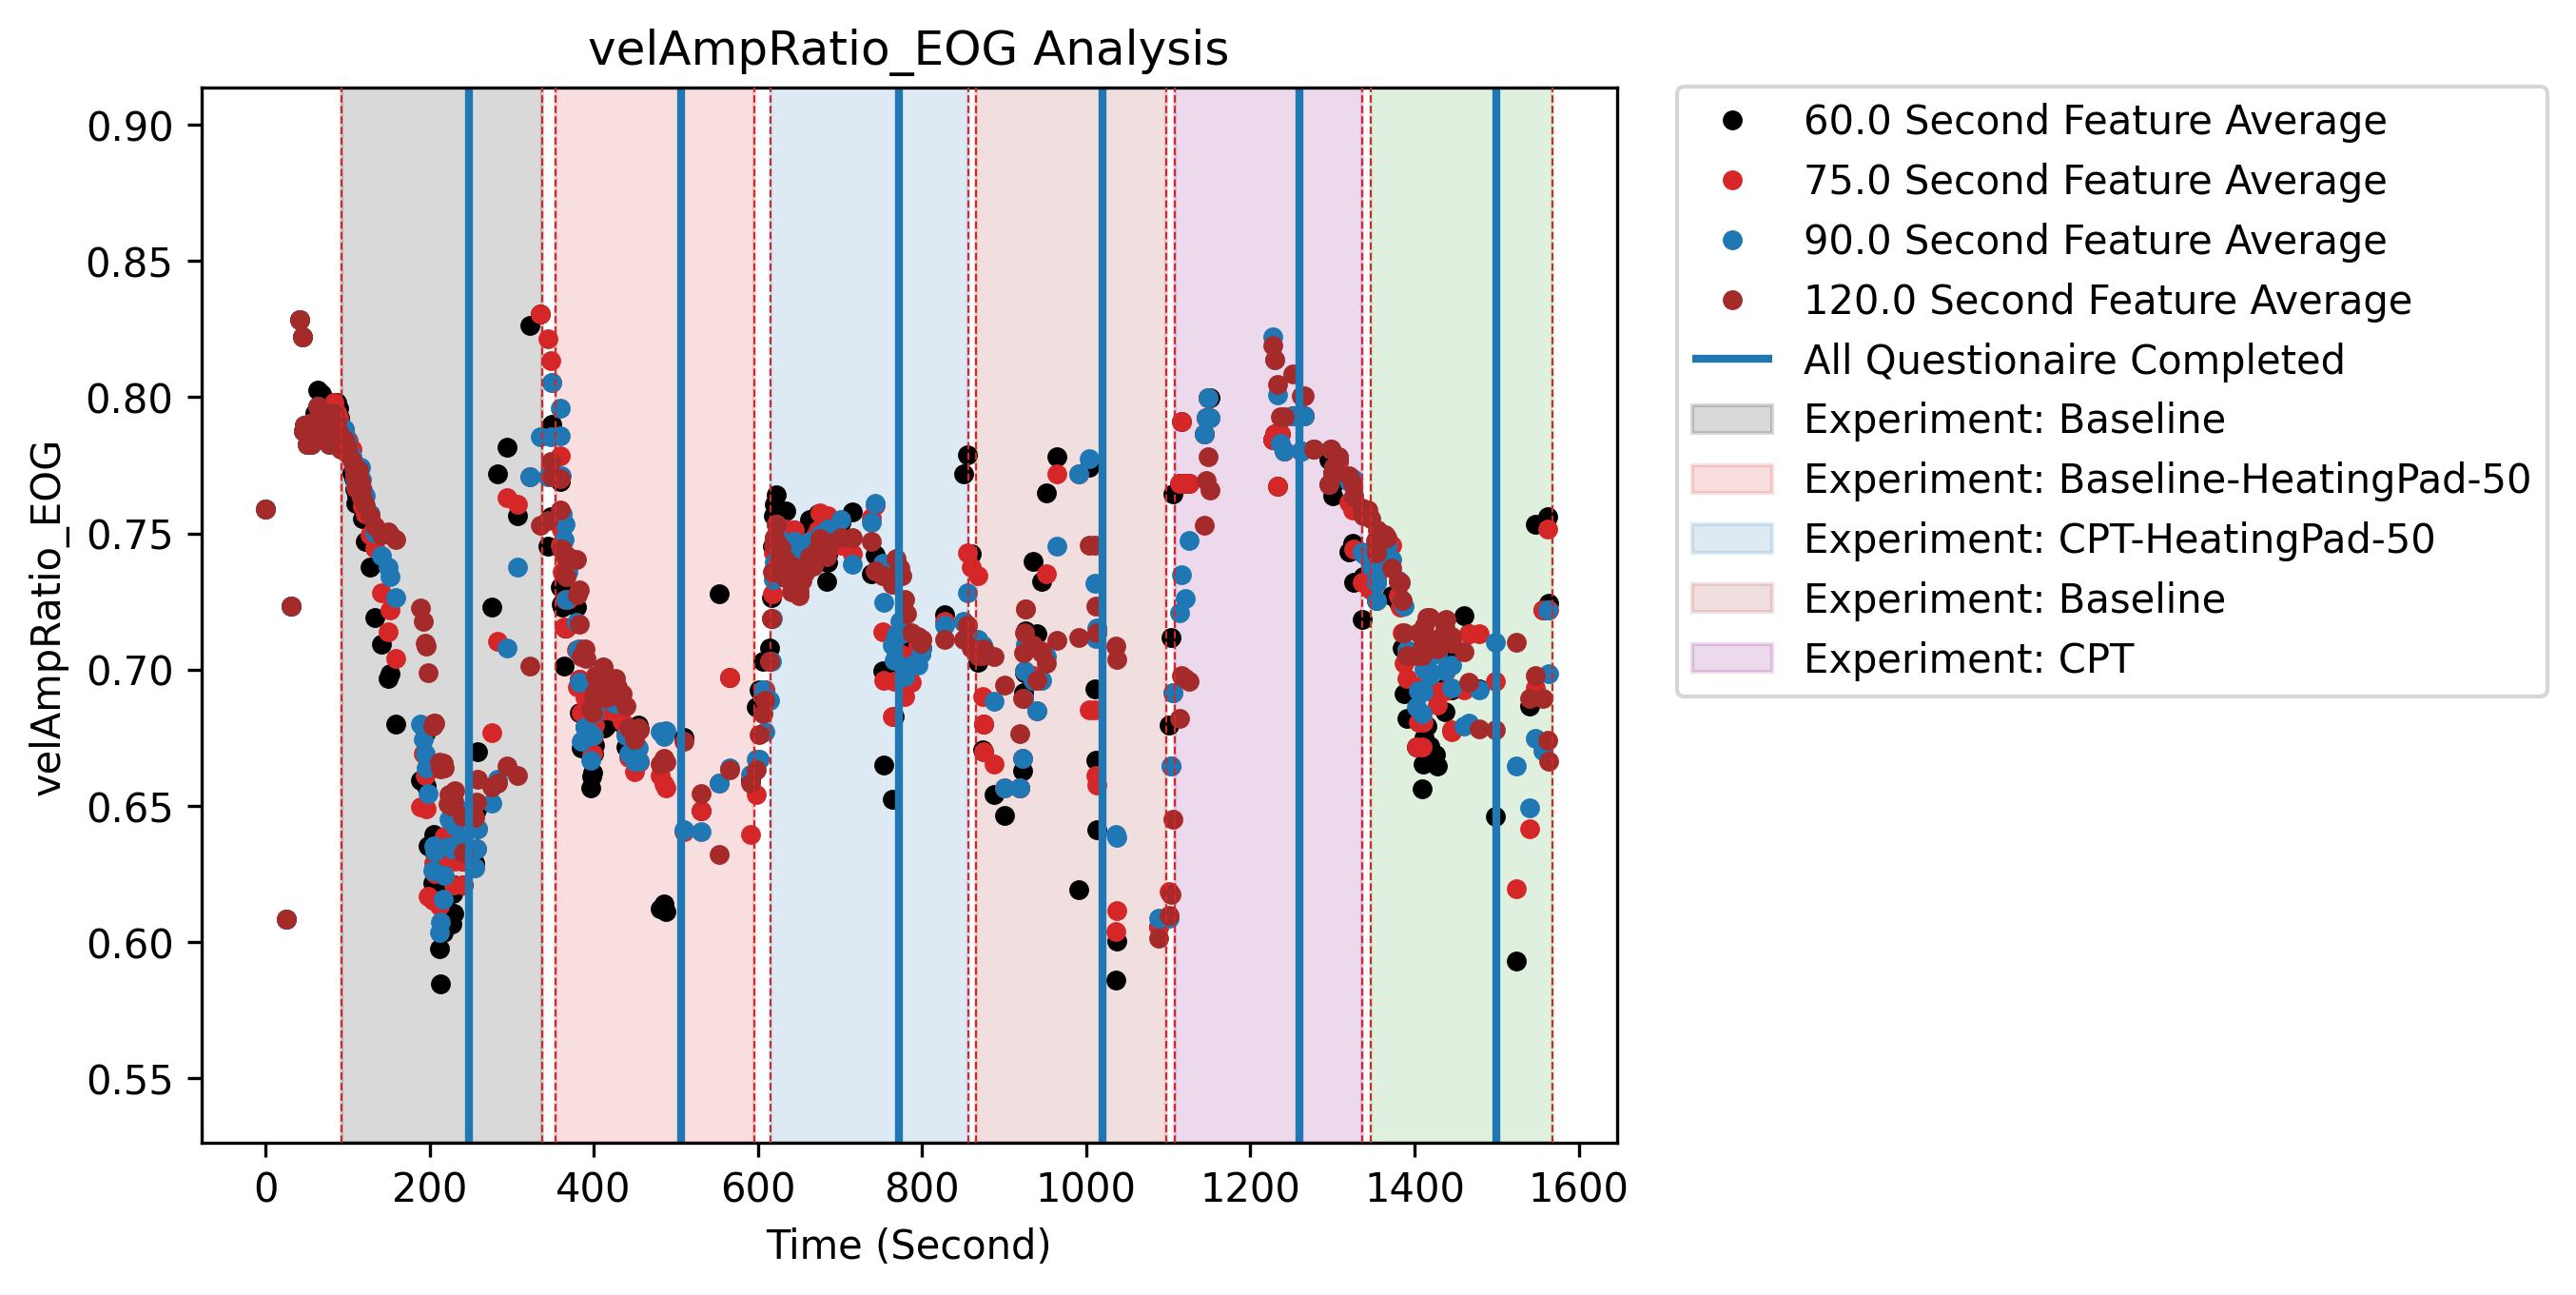 velAmpRatio_EOG Analysis
velAmpRatio_EOG
0.90
0.85
0.80
0.75
0.70
0.65
0.60
0.55
0 200 400 600 800 1000 1200 1400 1600
Time (Second)
60.0 Second Feature Average
75.0 Second Feature Average
90.0 Second Feature Average
120.0 Second Feature Average
All Questionaire Completed
Experiment: Baseline
Experiment: Baseline-HeatingPad-50
Experiment: CPT-HeatingPad-50
Experiment: Baseline
Experiment: CPT